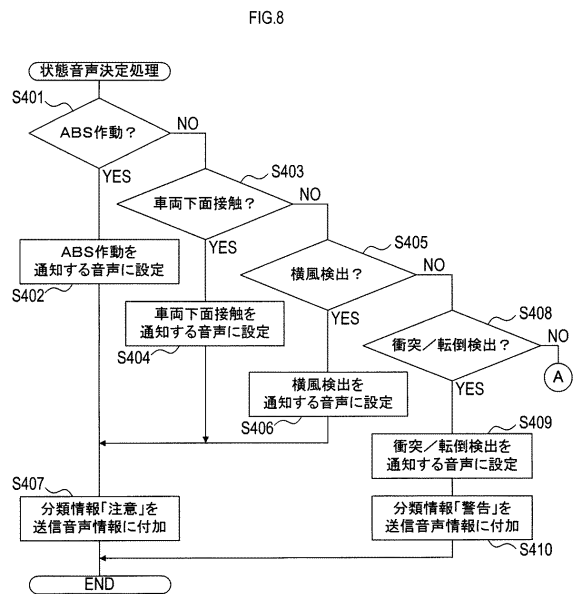 FIG.8
状態音声決定処理
S401
ABS作動？
NO
YES
S403
車両下面接触？
NO
YES
ABS作動を
通知する音声に設定
S402
S405
横風検出？
NO
YES
車両下面接触を
通知する音声に設定
S404
S408
衝突／転倒検出？
NO
A
YES
横風検出を
通知する音声に設定
S406
S409
衝突／転倒検出を
通知する音声に設定
S407
分類情報「注意」を
送信音声情報に付加
分類情報「警告」を
送信音声情報に付加
S410
END